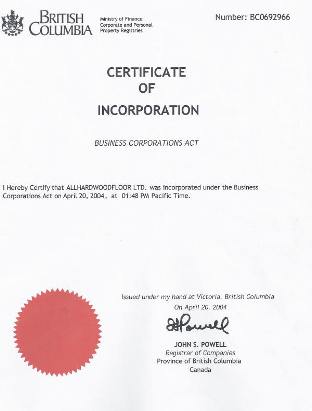 BRITISH
COLUMBIA
Ministry of Finance
Corporate and Personal
Property Registries
Number: BC0692966
CERTIFICATE
OF
INCORPORATION
BUSINESS CORPORATIONS ACT
I Hereby Certify that ALLHARDWOODFLOOR LTD. was incorporated under the Business
Corporations Act on April 20, 2004, at 01:48 PM Pacific Time.
Issued under my hand at Victoria, British Columbia
On April 20, 2004
JSPowell
JOHN S. POWELL
Registrar of Companies
Province of British Columbia
Canada